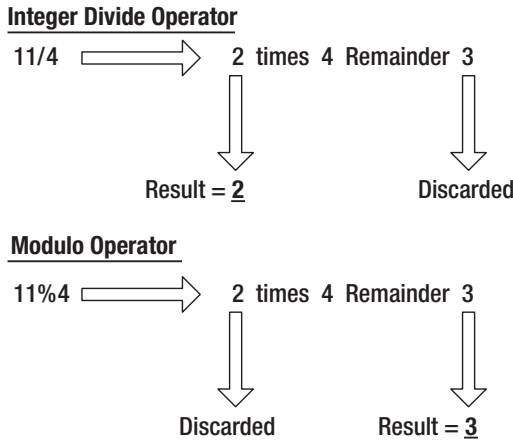 Integer Divide Operator
11/4 2 times 4 Remainder 3
Result = 2 Discarded
Modulo Operator
11%4 2 times 4 Remainder 3
Discarded Result = 3